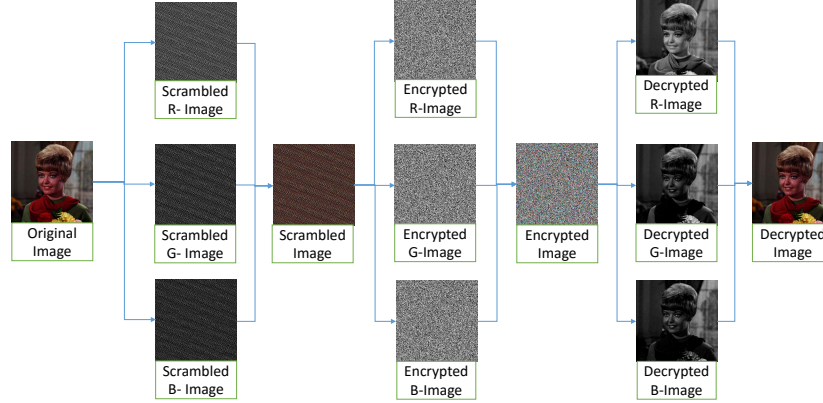 Scrambled
R- Image
Encrypted
R-Image
Decrypted
R-Image
Original
Image
Scrambled
G- Image
Scrambled
Image
Encrypted
G-Image
Encrypted
Image
Decrypted
G-Image
Decrypted
Image
Scrambled
B- Image
Encrypted
B-Image
Decrypted
B-Image